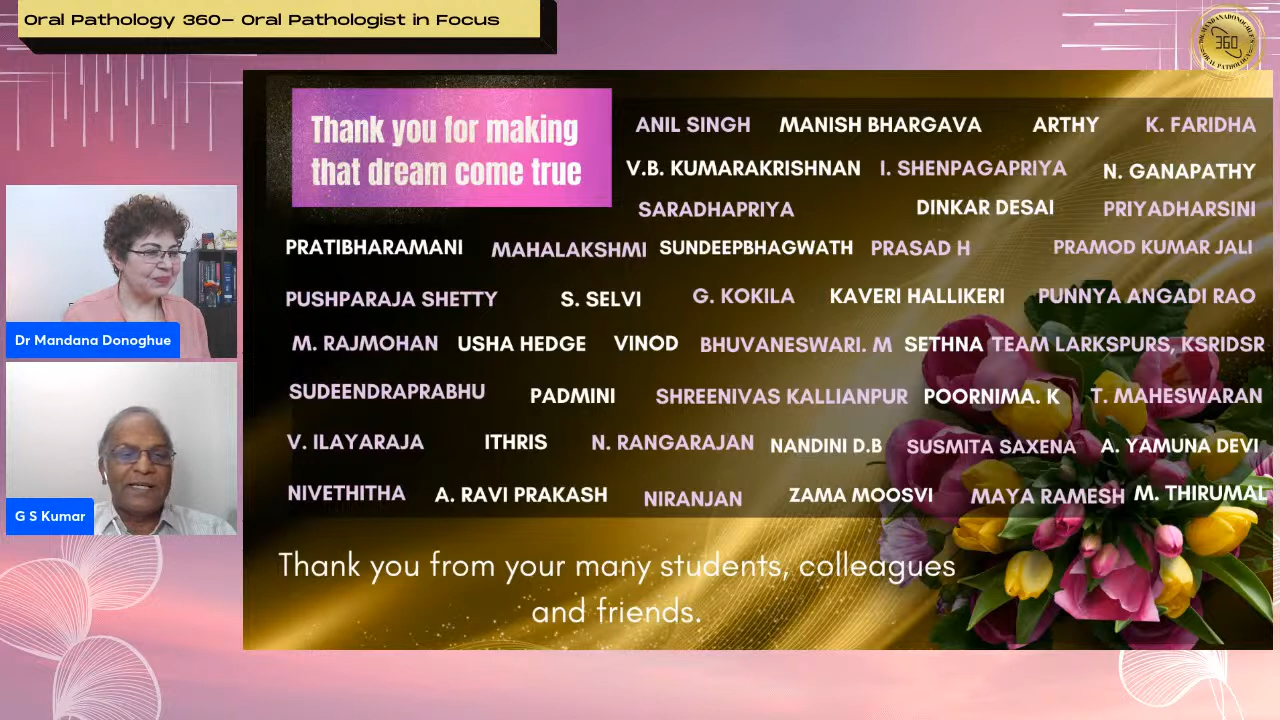 Oral Pathology 360– Oral Pathologist in Focus
360
Thank you for making
that dream come true
ANIL SINGH MANISH BHARGAVA ARTHY K. FARIDHA
V.B. KUMARAKRISHNAN I. SHENPAGAPRIYA N. GANAPATHY
SARADHAPRIYA DINKAR DESAI PRIYADHARSINI
PRATIBHARAMANI MAHALAKSHMI SUNDEEPBHAGWATH PRASAD H PRAMOD KUMAR JALI
PUSHPARAJA SHETTY S. SELVI G. KOKILA KAVERI HALLIKERI PUNNYA ANGADI RAO
M. RAJMOHAN USHA HEDGE VINOD BHUVANESWARI. M SETHNA TEAM LARKSPURS, KSRIDSR
SUDEENDRAPRABHU PADMINI SHREENIVAS KALLIANPUR POORNIMA. K T. MAHESWARAN
V. ILAYARAJA ITHRIS N. RANGARAJAN NANDINI D.B SUSMITA SAXENA A. YAMUNA DEVI
NIVETHITHA A. RAVI PRAKASH NIRANJAN ZAMA MOOSVI MAYA RAMESH M. THIRUMAL
Thank you from your many students, colleagues
and friends.
Dr Mandana Donoghue
G S Kumar